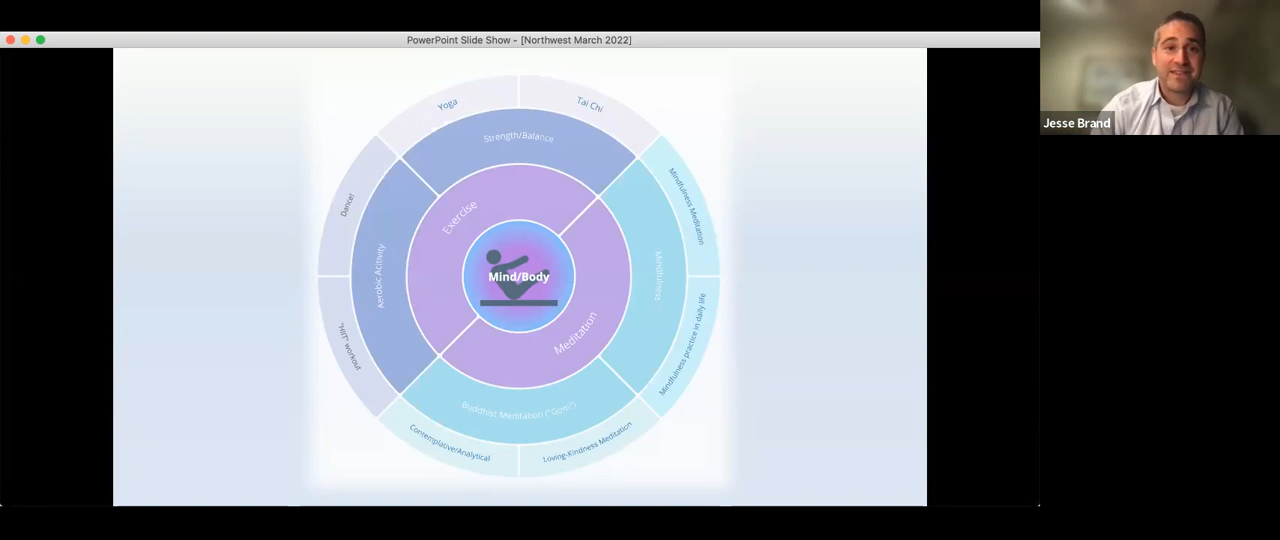 PowerPoint Slide Show - [Northwest March 2022]
Jesse Brand
Yoga
Tai Chi
Strength/Balance
Mindfulness Meditation
Dance!
Exercise
Aerobic Acitivity
Mind/Body
Mindfulness
Meditation
"HIIT" workout
Mindfulness practice in daily life
Buddhist Meditation ("Gom")
Contemplative/Analytical
Loving-Kindness Meditation